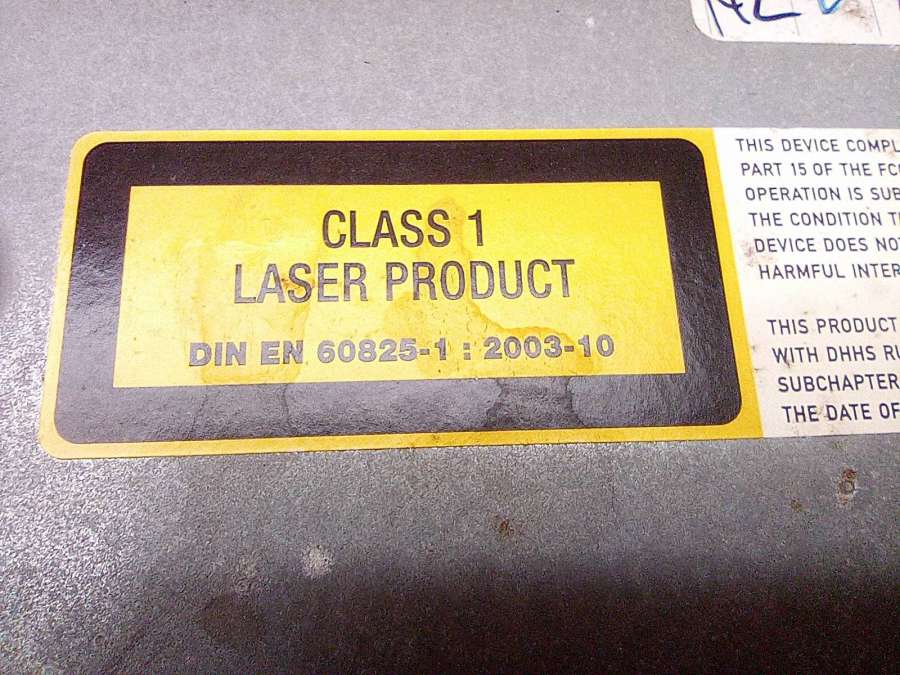 CLASS 1
LASER PRODUCT
DIN EN 60825-1 : 2003-10
THIS DEVICE COMPL
PART 15 OF THE FC
OPERATION IS SUB
THE CONDITION T
DEVICE DOES NO
HARMFUL INTER
THIS PRODUCT
WITH DHHS RU
SUBCHAPTER
THE DATE OF